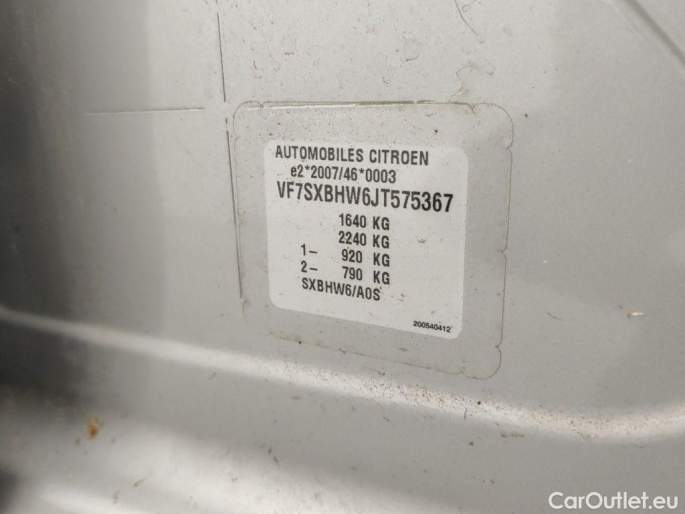 AUTOMOBILES CITROEN
e2*2007/46*0003
VF7SXBHW6JT575367
1640 KG
2240 KG
1– 920 KG
2– 790 KG
SXBHW6/A0S
200540412
CarOutlet.eu